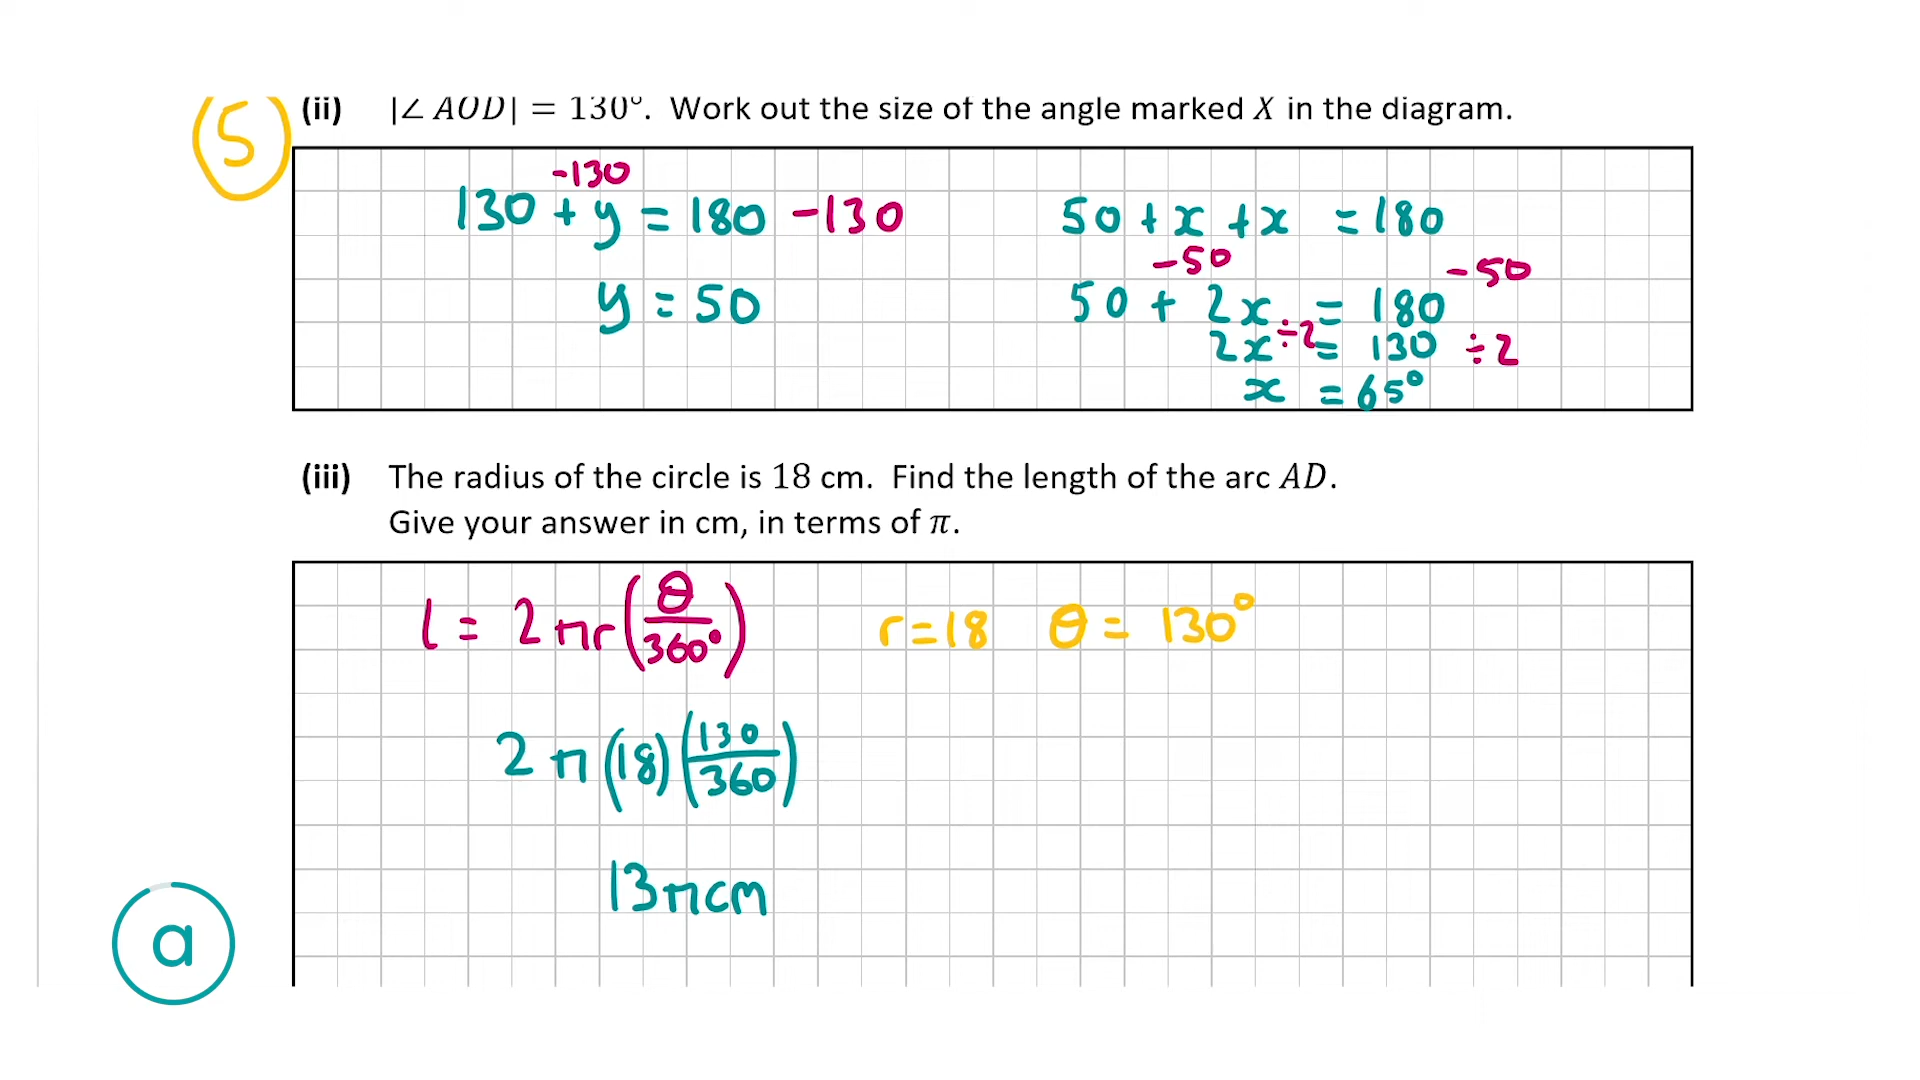 5
(ii) |∠ AOD| = 130°. Work out the size of the angle marked X in the diagram.
-130
130 + y = 180 -130
y = 50
50 + x + x = 180
-50 -50
50 + 2x = 180
2x ÷2 = 130 ÷2
x = 65°
(iii) The radius of the circle is 18 cm. Find the length of the arc AD.
Give your answer in cm, in terms of π.
l = 2πr(θ/360°) r=18 θ = 130°
2π(18)(130/360)
13π cm
a